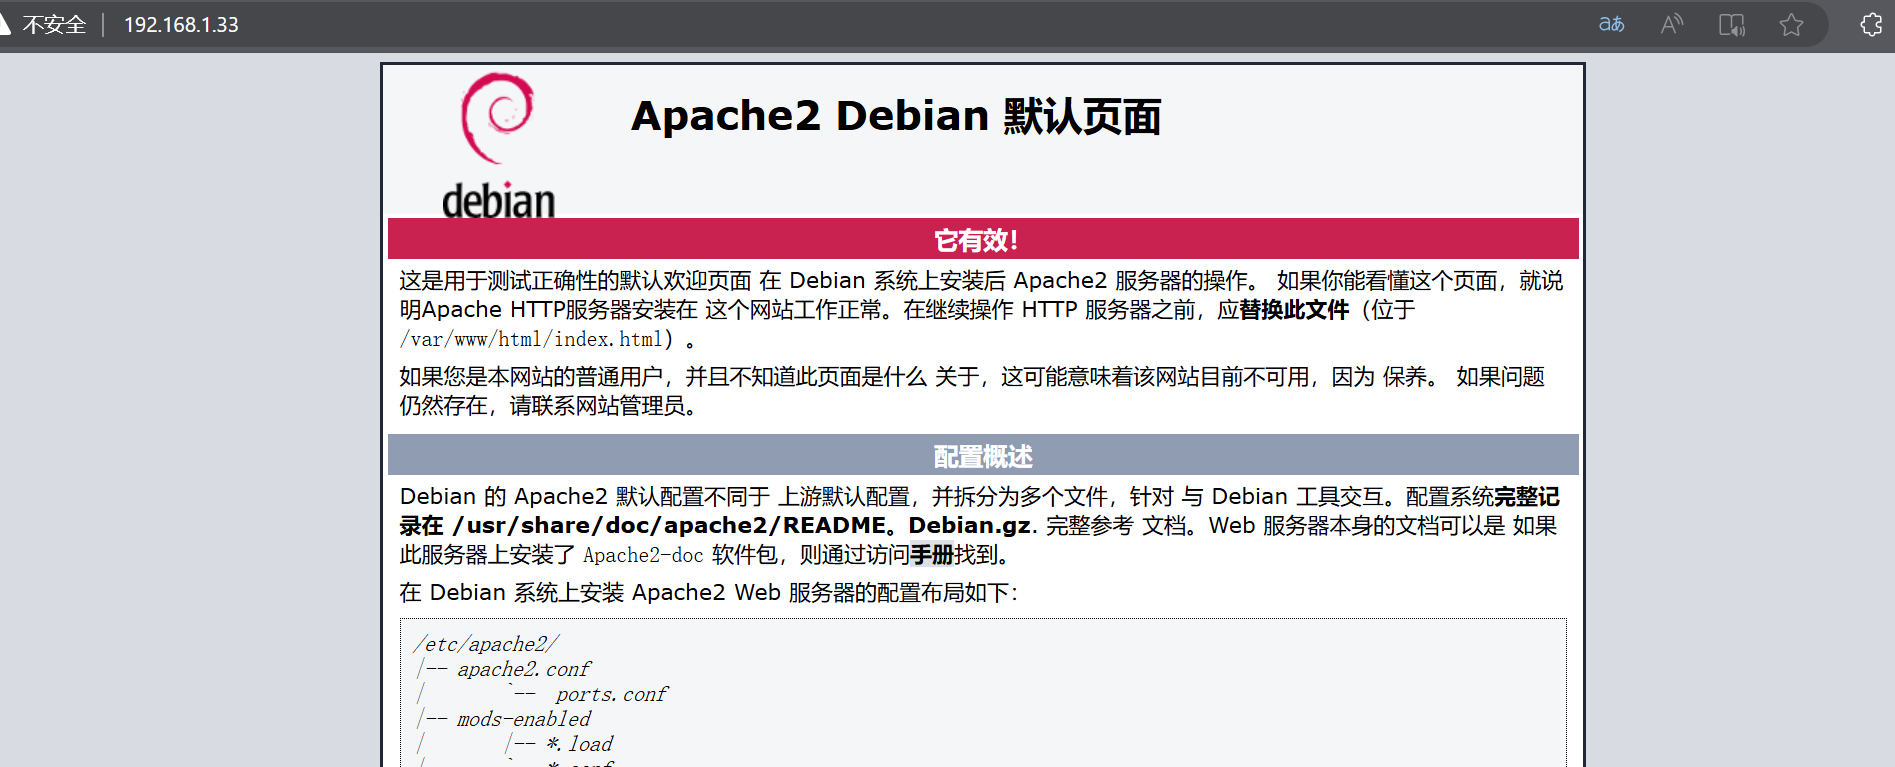 不安全 192.168.1.33 aあ A
debian
Apache2 Debian 默认页面
它有效！
这是用于测试正确性的默认欢迎页面 在 Debian 系统上安装后 Apache2 服务器的操作。 如果你能看懂这个页面，就说
明Apache HTTP服务器安装在 这个网站工作正常。在继续操作 HTTP 服务器之前，应替换此文件（位于
/var/www/html/index.html）。
如果您是本网站的普通用户，并且不知道此页面是什么 关于，这可能意味着该网站目前不可用，因为 保养。 如果问题
仍然存在，请联系网站管理员。
配置概述
Debian 的 Apache2 默认配置不同于 上游默认配置，并拆分为多个文件，针对 与 Debian 工具交互。配置系统完整记
录在 /usr/share/doc/apache2/README。Debian.gz. 完整参考 文档。Web 服务器本身的文档可以是 如果
此服务器上安装了 Apache2-doc 软件包，则通过访问手册找到。
在 Debian 系统上安装 Apache2 Web 服务器的配置布局如下：
/etc/apache2/
|-- apache2.conf
|       `--  ports.conf
|-- mods-enabled
|       |-- *.load
|       `-- *.conf